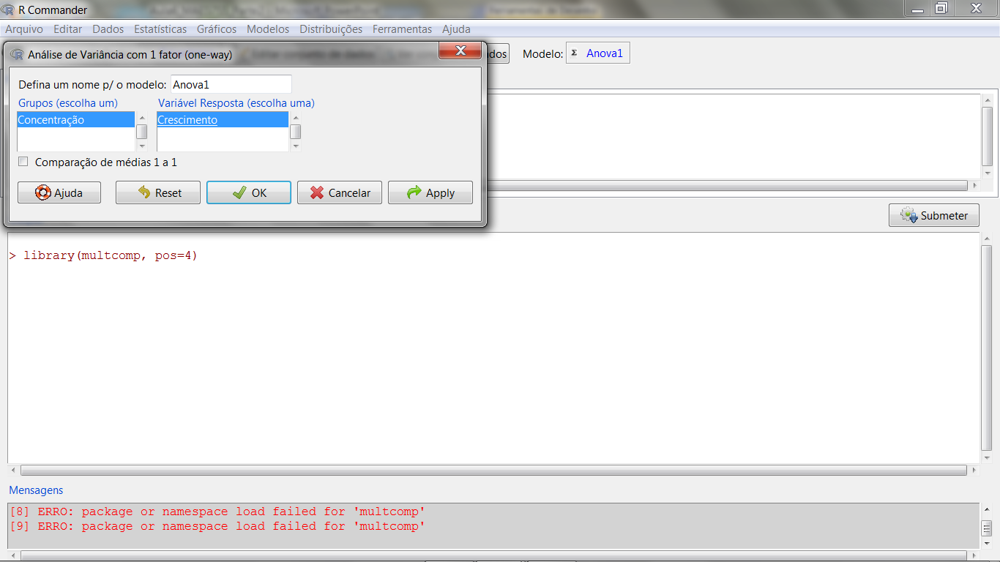 R Commander
Arquivo Editar Dados Estatísticas Gráficos Modelos Distribuições Ferramentas Ajuda
Análise de Variância com 1 fator (one-way)
dos Modelo: Σ Anova1
Defina um nome p/ o modelo: Anova1
Grupos (escolha um) Variável Resposta (escolha uma)
Concentração Crescimento
Comparação de médias 1 a 1
Ajuda Reset OK Cancelar Apply
Submeter
> library(multcomp, pos=4)
Mensagens
[8] ERRO: package or namespace load failed for 'multcomp'
[9] ERRO: package or namespace load failed for 'multcomp'